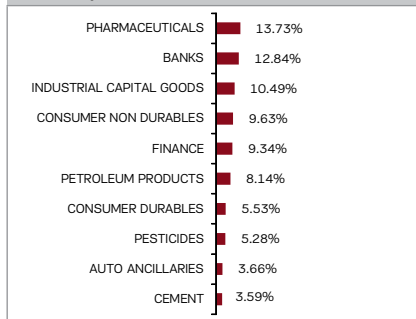 PHARMACEUTICALS 13.73%
BANKS 12.84%
INDUSTRIAL CAPITAL GOODS 10.49%
CONSUMER NON DURABLES 9.63%
FINANCE 9.34%
PETROLEUM PRODUCTS 8.14%
CONSUMER DURABLES 5.53%
PESTICIDES 5.28%
AUTO ANCILLARIES 3.66%
CEMENT 3.59%